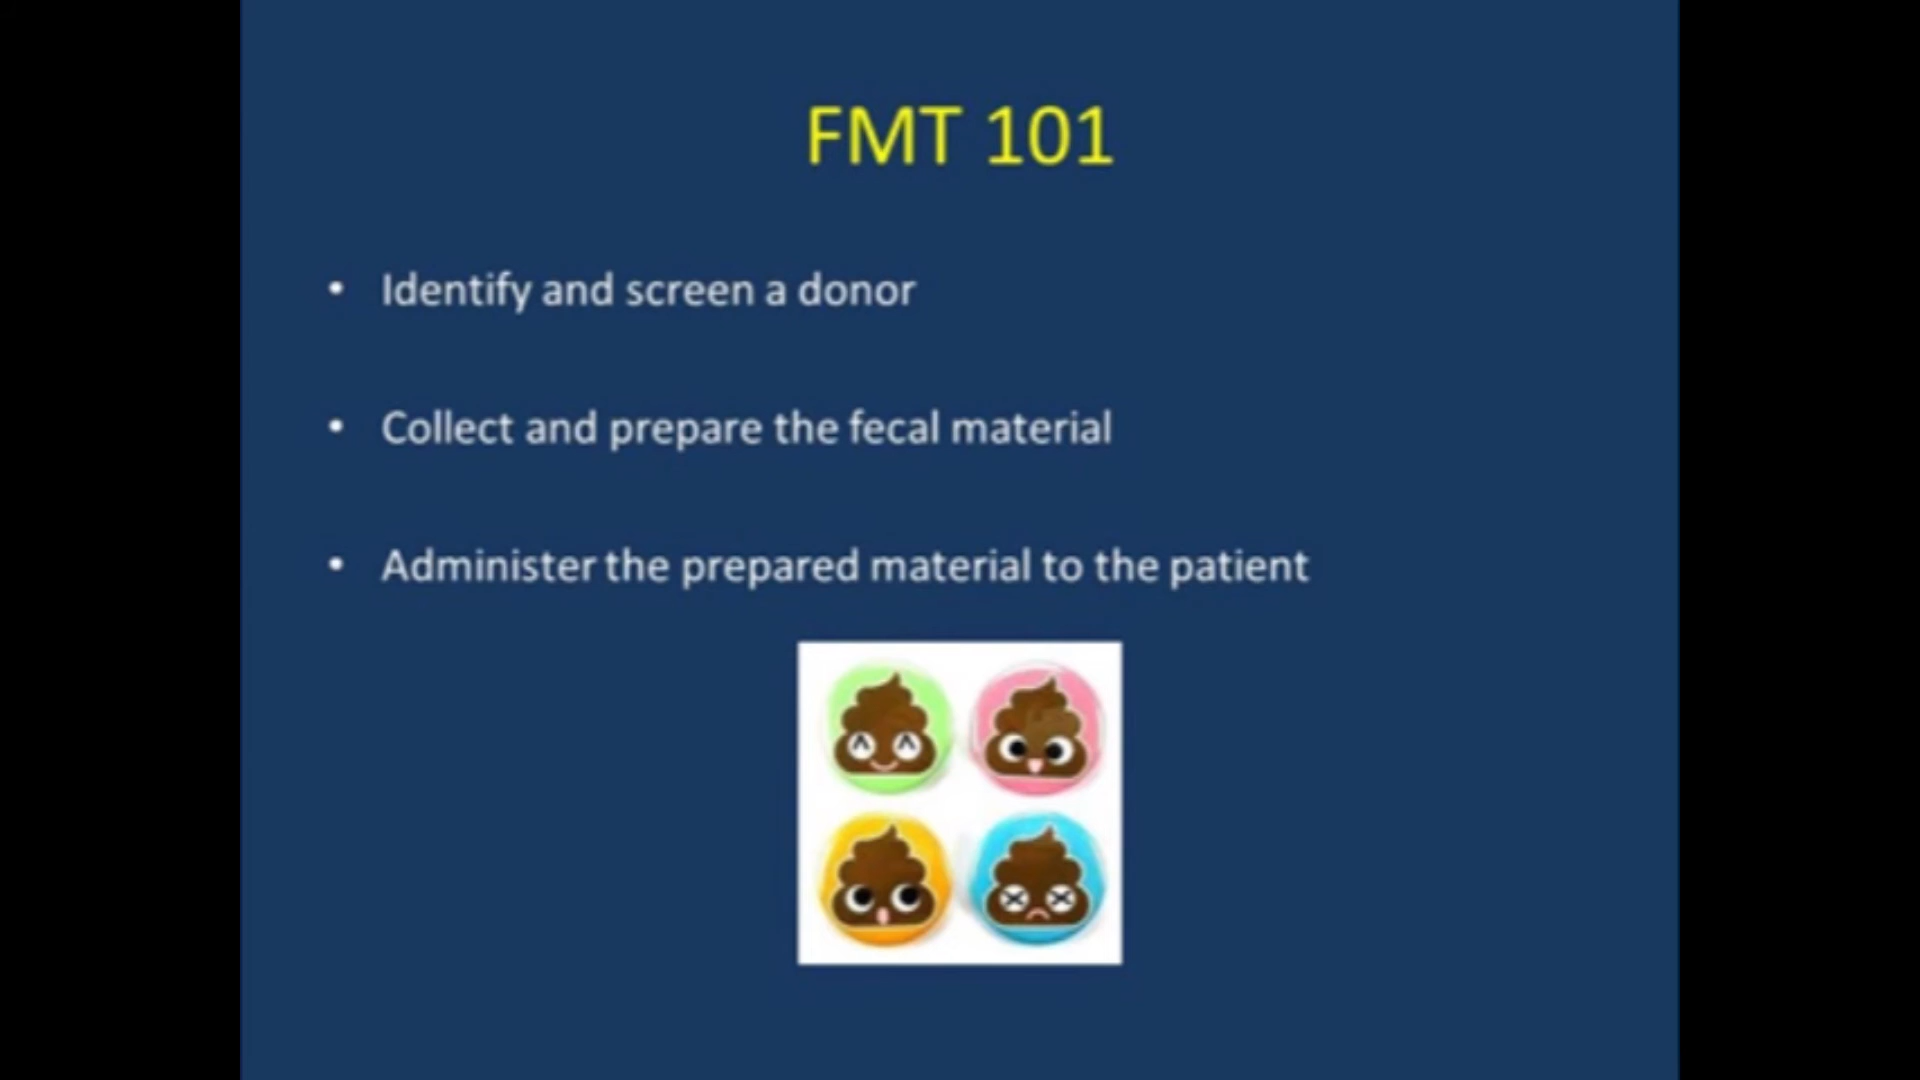 FMT 101
• Identify and screen a donor
• Collect and prepare the fecal material
• Administer the prepared material to the patient